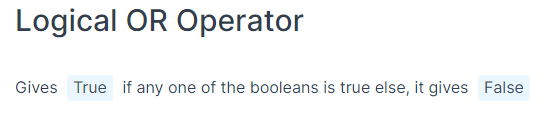 Logical OR Operator
Gives True if any one of the booleans is true else, it gives False